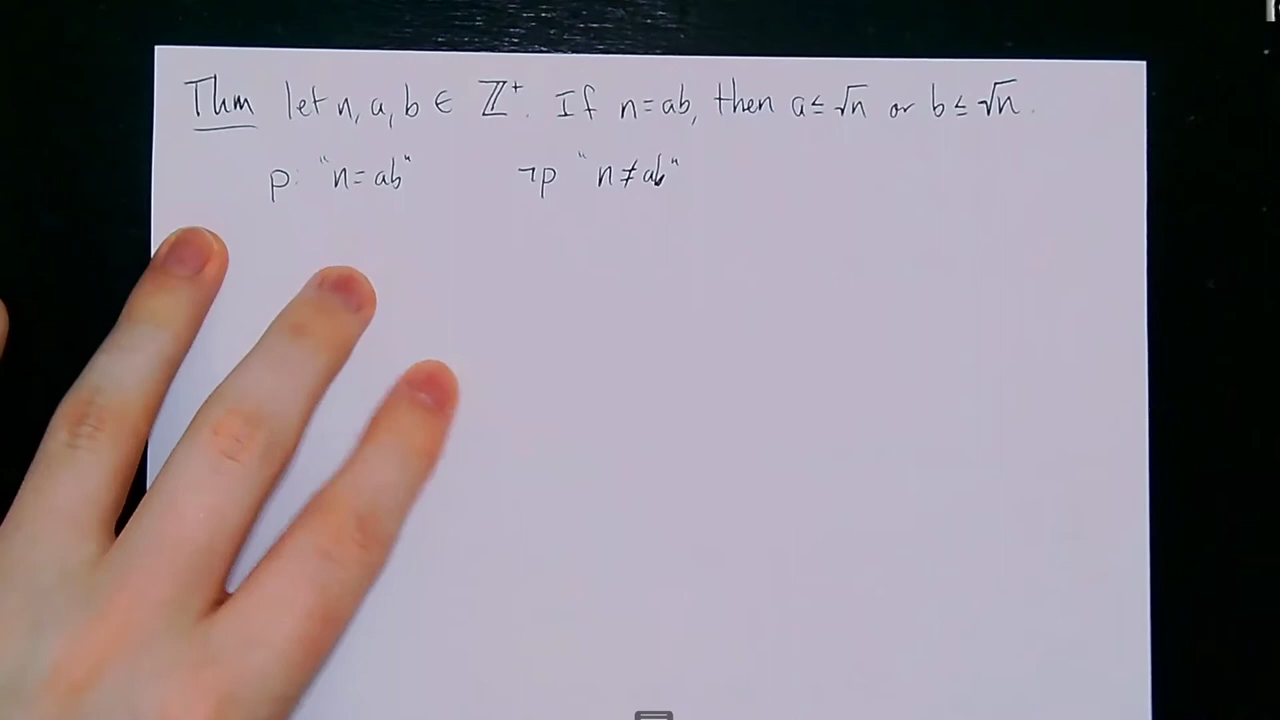 Thm let n, a, b ∈ ℤ⁺. If n=ab, then a≤√n or b≤√n.
p: "n=ab" ¬p "n≠ab"